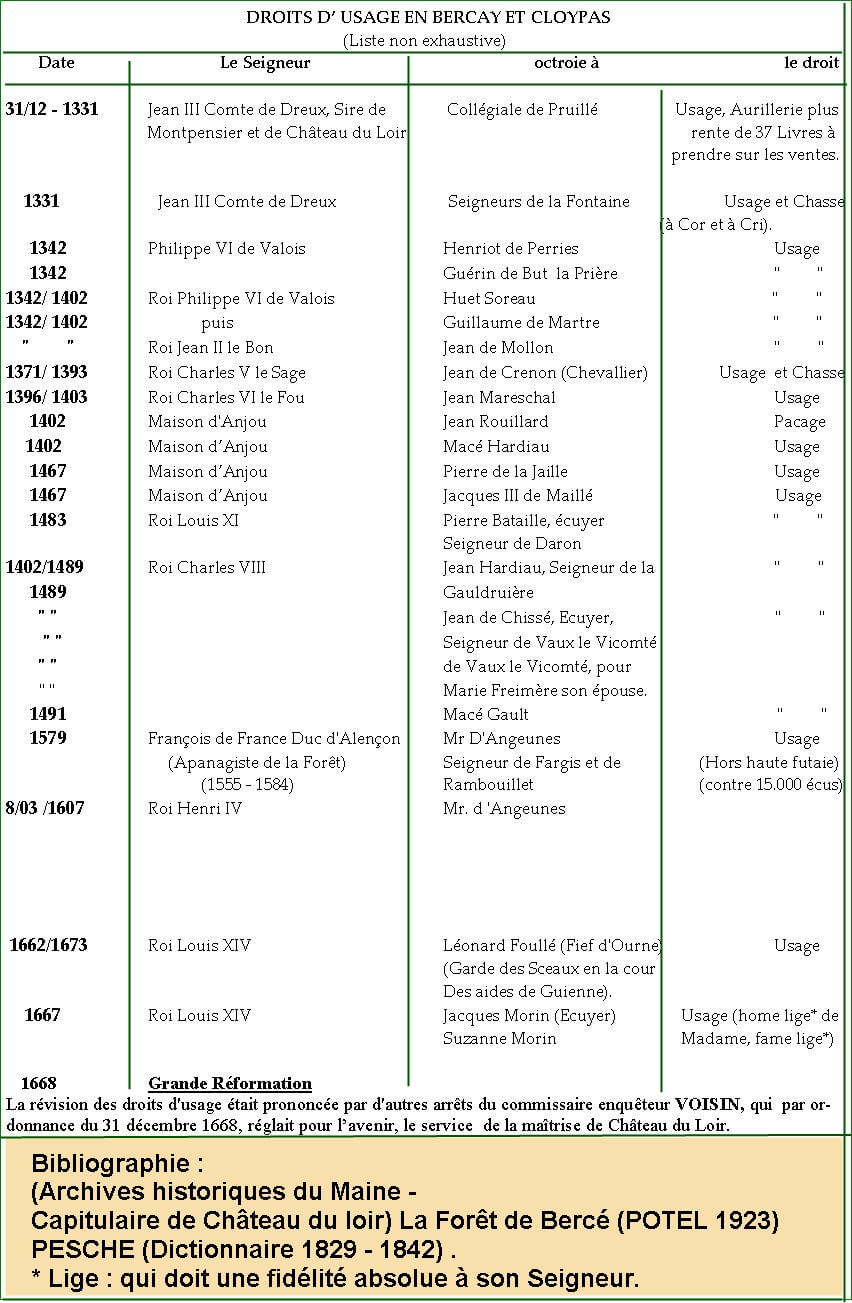 DROITS D’ USAGE EN BERCAY ET CLOYPAS
(Liste non exhaustive)
Date Le Seigneur octroie à le droit
31/12 - 1331 Jean III Comte de Dreux, Sire de Collégiale de Pruillé Usage, Aurillerie plus
Montpensier et de Château du Loir rente de 37 Livres à
prendre sur les ventes.
1331 Jean III Comte de Dreux Seigneurs de la Fontaine Usage et Chasse
(à Cor et à Cri).
1342 Philippe VI de Valois Henriot de Perries Usage
1342 Guérin de But la Prière " "
1342/ 1402 Roi Philippe VI de Valois Huet Soreau " "
1342/ 1402 puis Guillaume de Martre " "
" " Roi Jean II le Bon Jean de Mollon " "
1371/ 1393 Roi Charles V le Sage Jean de Crenon (Chevallier) Usage et Chasse
1396/ 1403 Roi Charles VI le Fou Jean Mareschal Usage
1402 Maison d'Anjou Jean Rouillard Pacage
1402 Maison d’Anjou Macé Hardiau Usage
1467 Maison d’Anjou Pierre de la Jaille Usage
1467 Maison d’Anjou Jacques III de Maillé Usage
1483 Roi Louis XI Pierre Bataille, écuyer " "
Seigneur de Daron
1402/1489 Roi Charles VIII Jean Hardiau, Seigneur de la " "
1489 Gauldruière
" " Jean de Chissé, Ecuyer, " "
" " Seigneur de Vaux le Vicomté
" " de Vaux le Vicomté, pour
" " Marie Freimère son épouse.
1491 Macé Gault " "
1579 François de France Duc d'Alençon Mr D'Angeunes Usage
(Apanagiste de la Forêt) Seigneur de Fargis et de (Hors haute futaie)
(1555 - 1584) Rambouillet (contre 15.000 écus)
8/03 /1607 Roi Henri IV Mr. d 'Angeunes
1662/1673 Roi Louis XIV Léonard Foullé (Fief d'Ourne) Usage
(Garde des Sceaux en la cour
Des aides de Guienne).
1667 Roi Louis XIV Jacques Morin (Ecuyer) Usage (home lige* de
Suzanne Morin Madame, fame lige*)
1668 Grande Réformation
La révision des droits d'usage était prononcée par d'autres arrêts du commissaire enquêteur VOISIN, qui par or-
donnance du 31 décembre 1668, réglait pour l’avenir, le service de la maîtrise de Château du Loir.
Bibliographie :
(Archives historiques du Maine -
Capitulaire de Château du loir) La Forêt de Bercé (POTEL 1923)
PESCHE (Dictionnaire 1829 - 1842) .
* Lige : qui doit une fidélité absolue à son Seigneur.